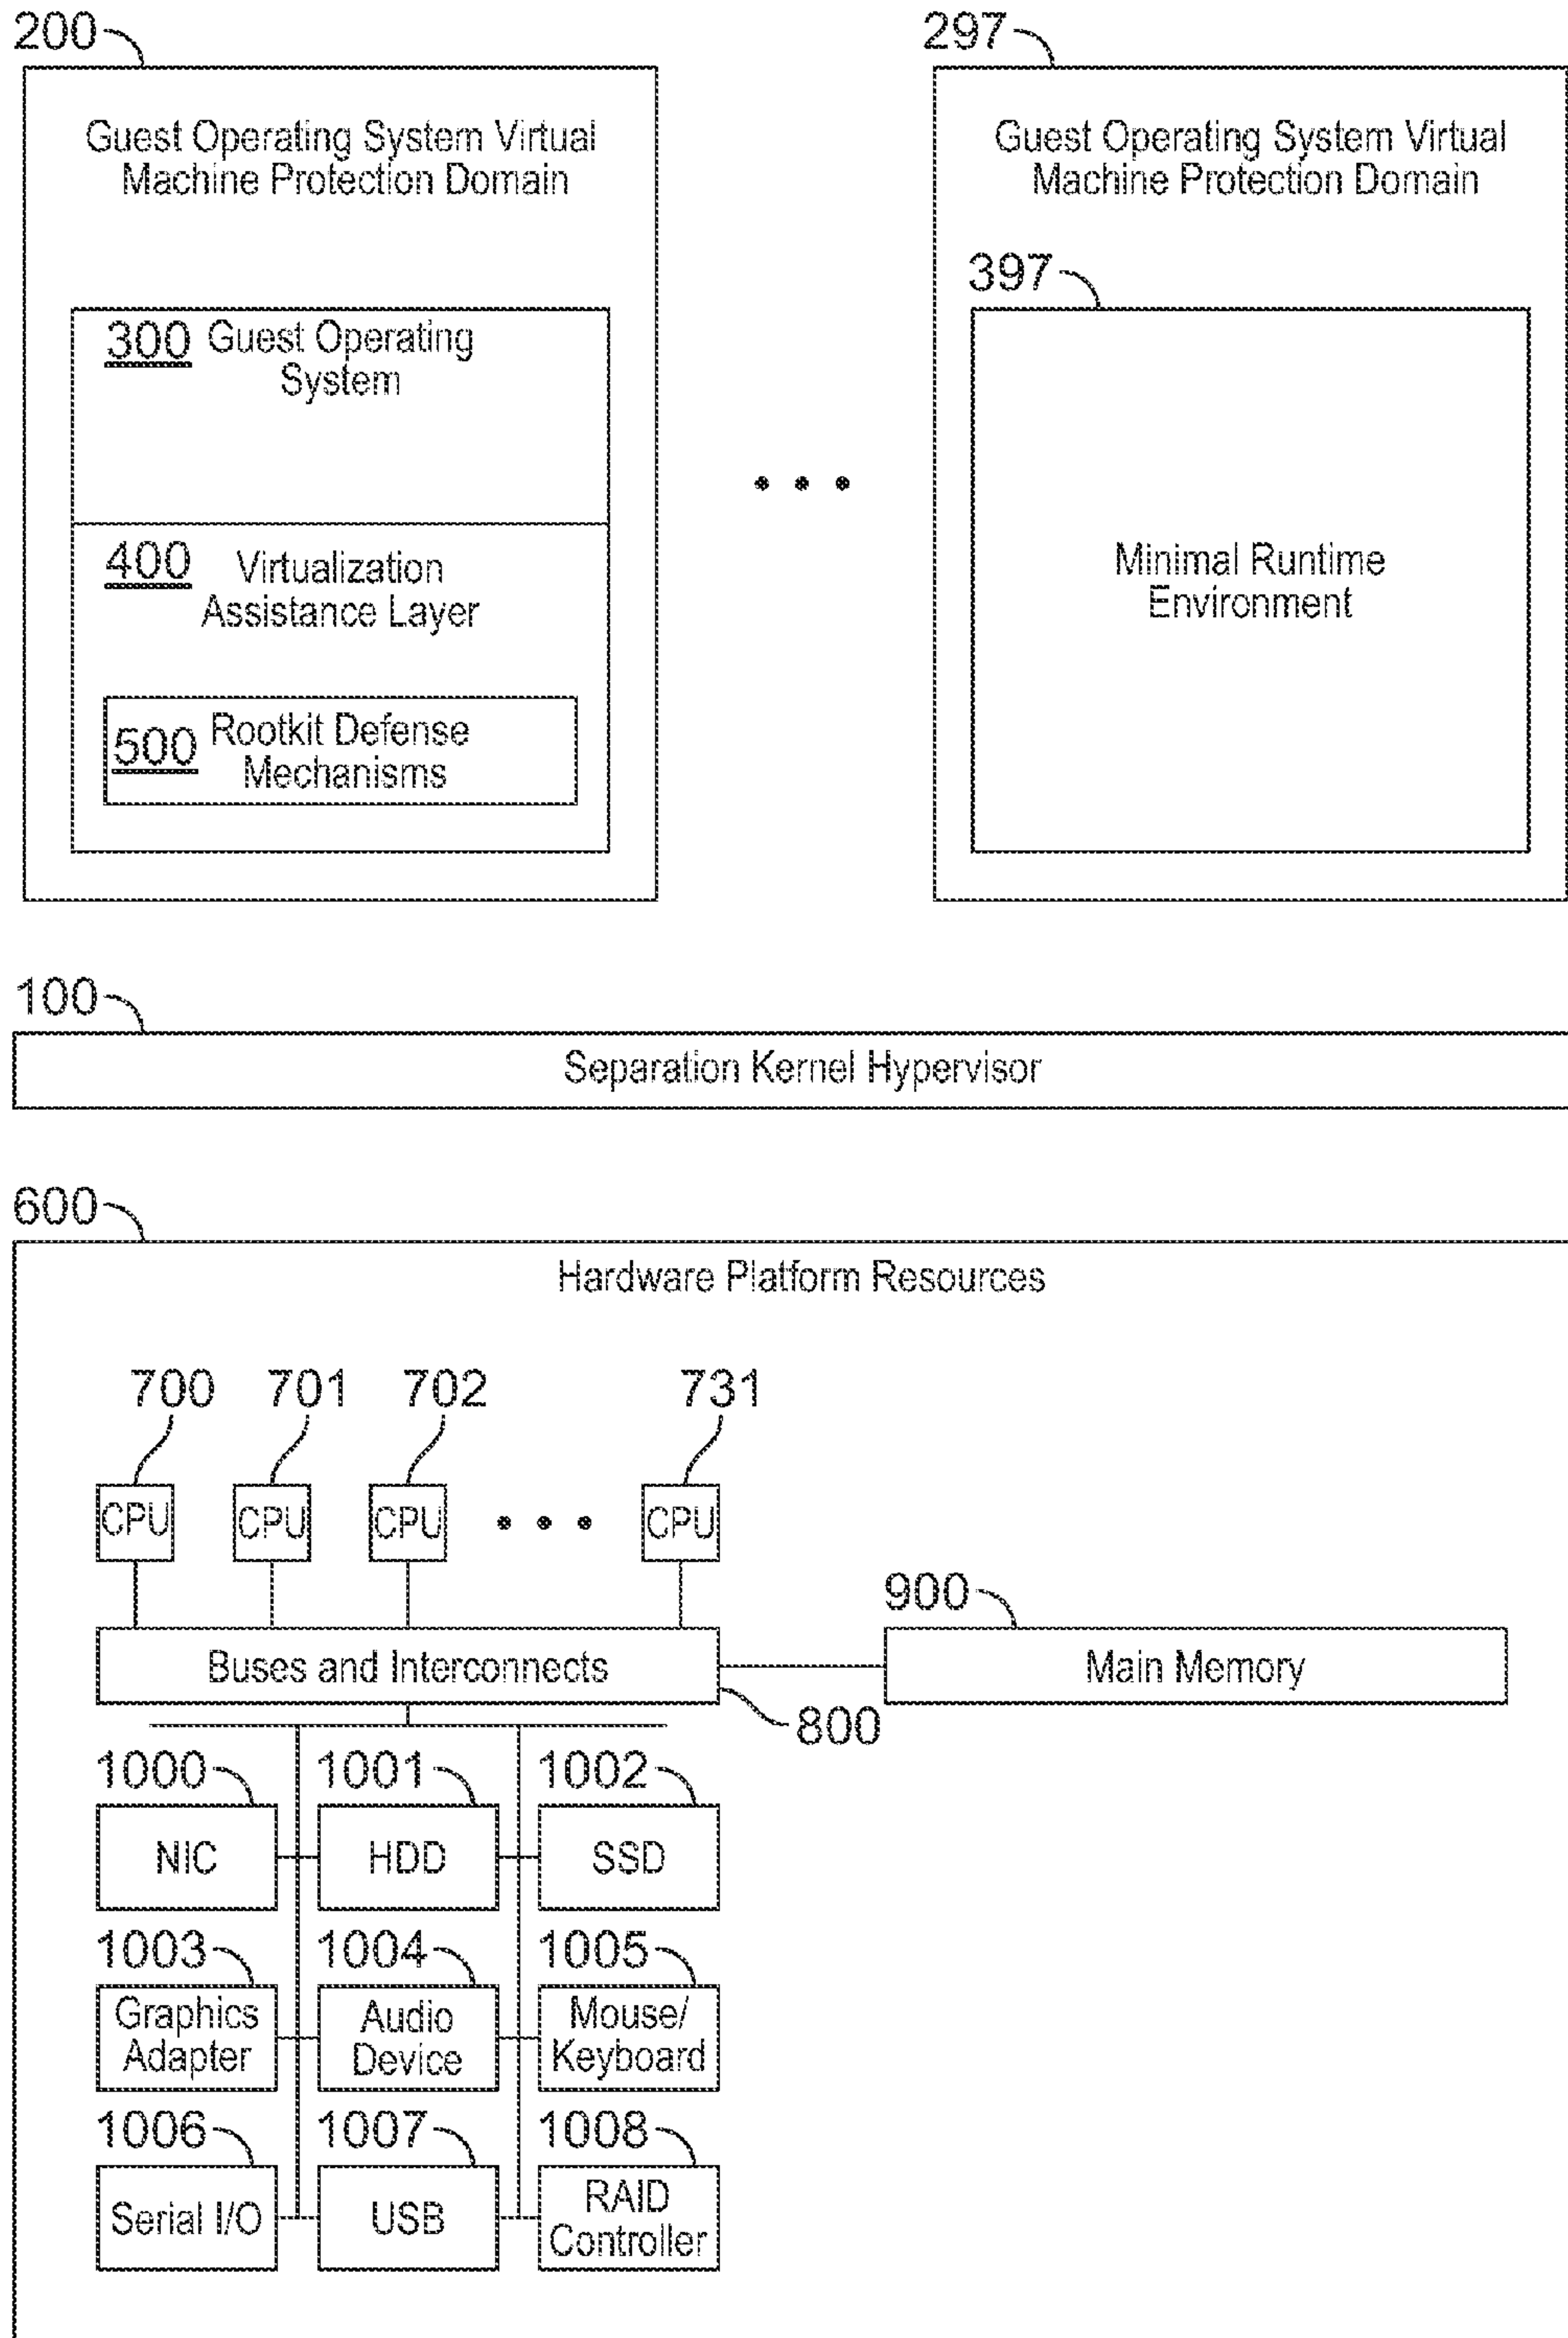 200
297
Guest Operating System Virtual
Machine Protection Domain
Guest Operating System Virtual
Machine Protection Domain
397
300 Guest Operating
System
400 Virtualization
Assistance Layer
500 Rootkit Defense
Mechanisms
Minimal Runtime
Environment
100
Separation Kernel Hypervisor
600
Hardware Platform Resources
700 701 702 731
CPU CPU CPU CPU
900
Buses and Interconnects
Main Memory
800
1000 1001 1002
NIC HDD SSD
1003 1004 1005
Graphics
Adapter
Audio
Device
Mouse/
Keyboard
1006 1007 1008
Serial I/O
USB
RAID
Controller